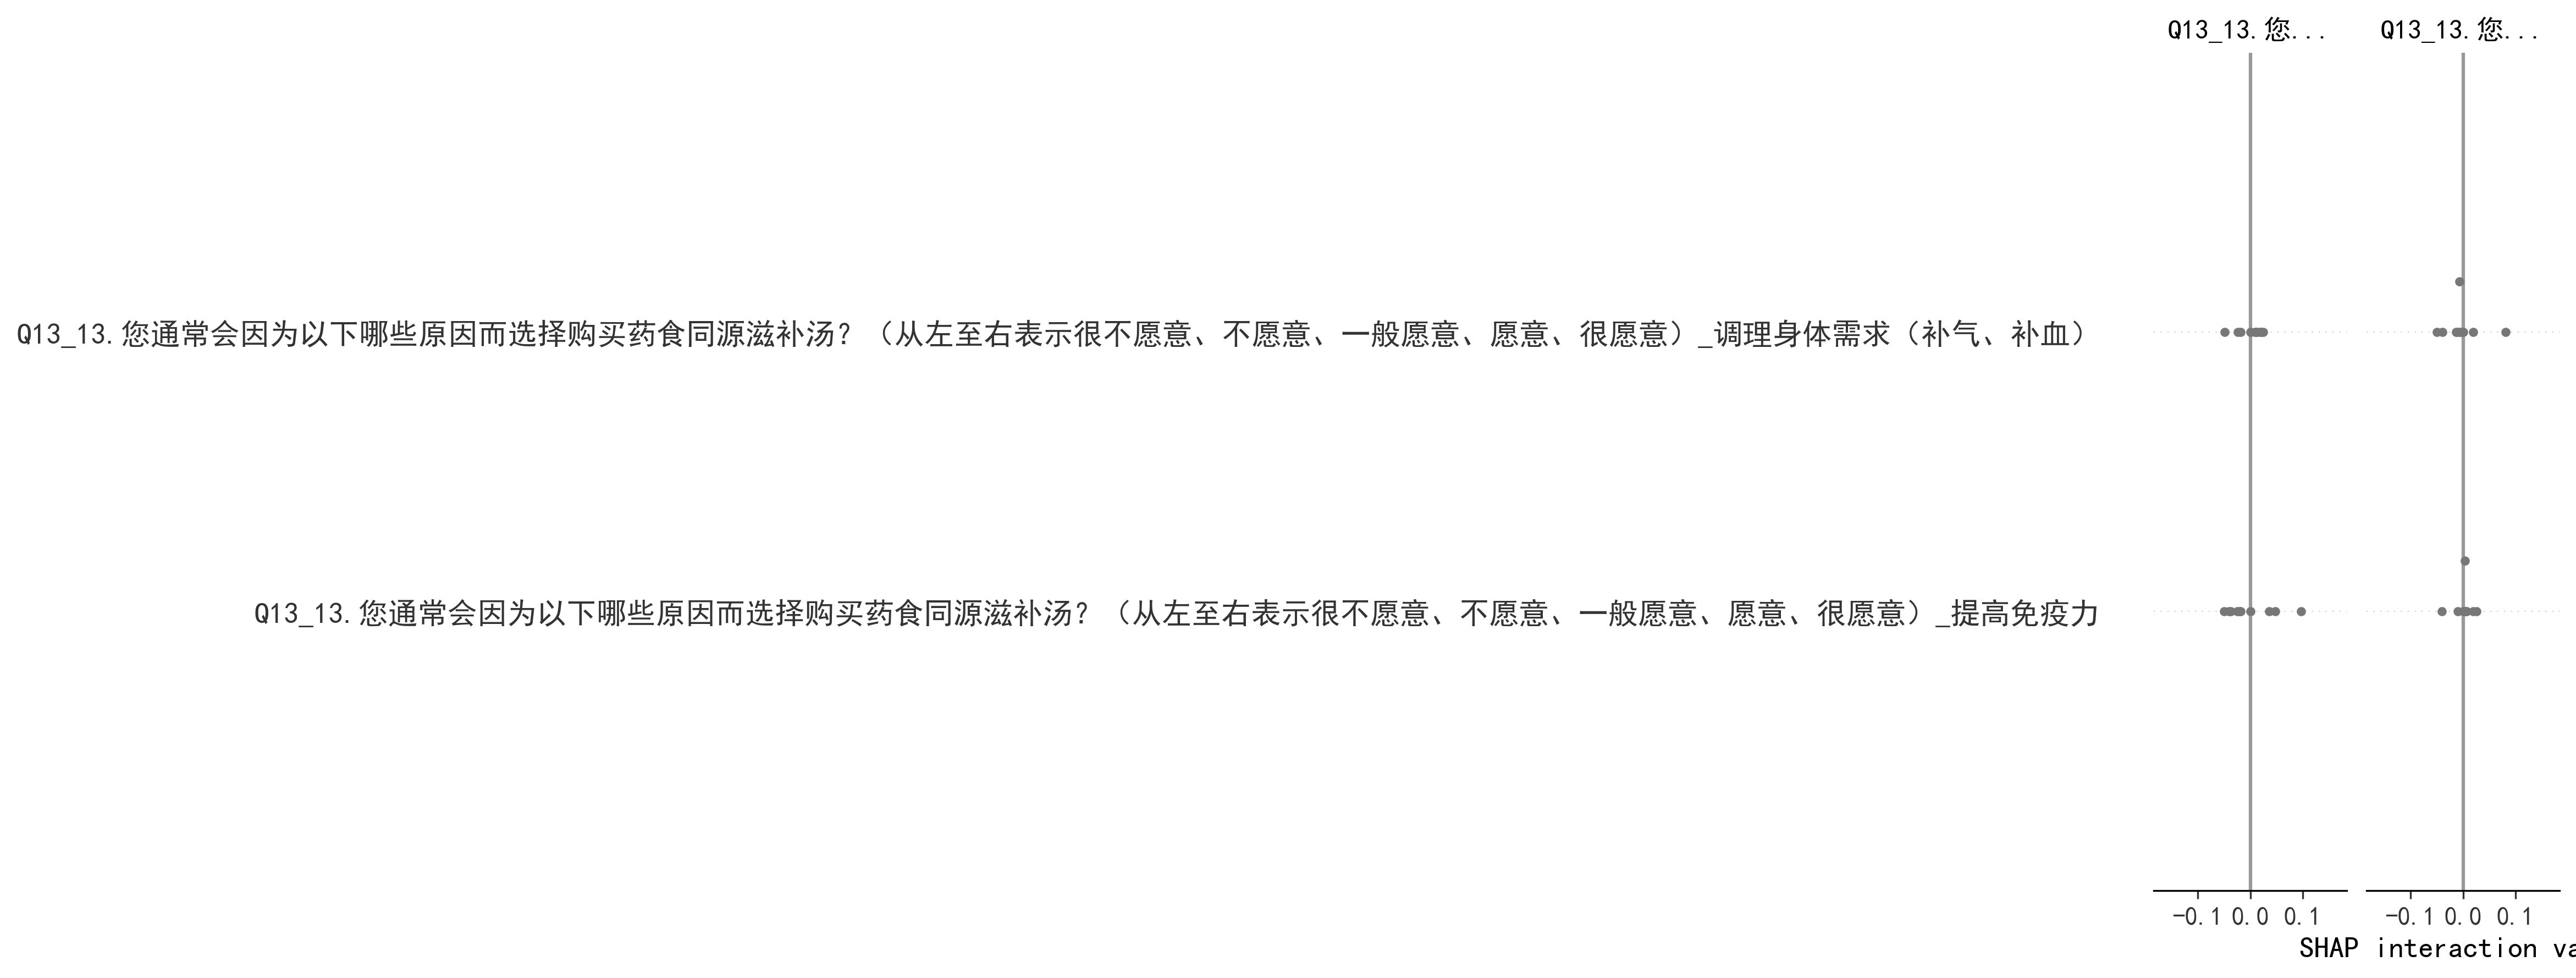 Q13_13.您... Q13_13.您...
Q13_13.您通常会因为以下哪些原因而选择购买药食同源滋补汤？（从左至右表示很不愿意、不愿意、一般愿意、愿意、很愿意）_调理身体需求（补气、补血）
Q13_13.您通常会因为以下哪些原因而选择购买药食同源滋补汤？（从左至右表示很不愿意、不愿意、一般愿意、愿意、很愿意）_提高免疫力
−0.1 0.0 0.1 −0.1 0.0 0.1
SHAP interaction va